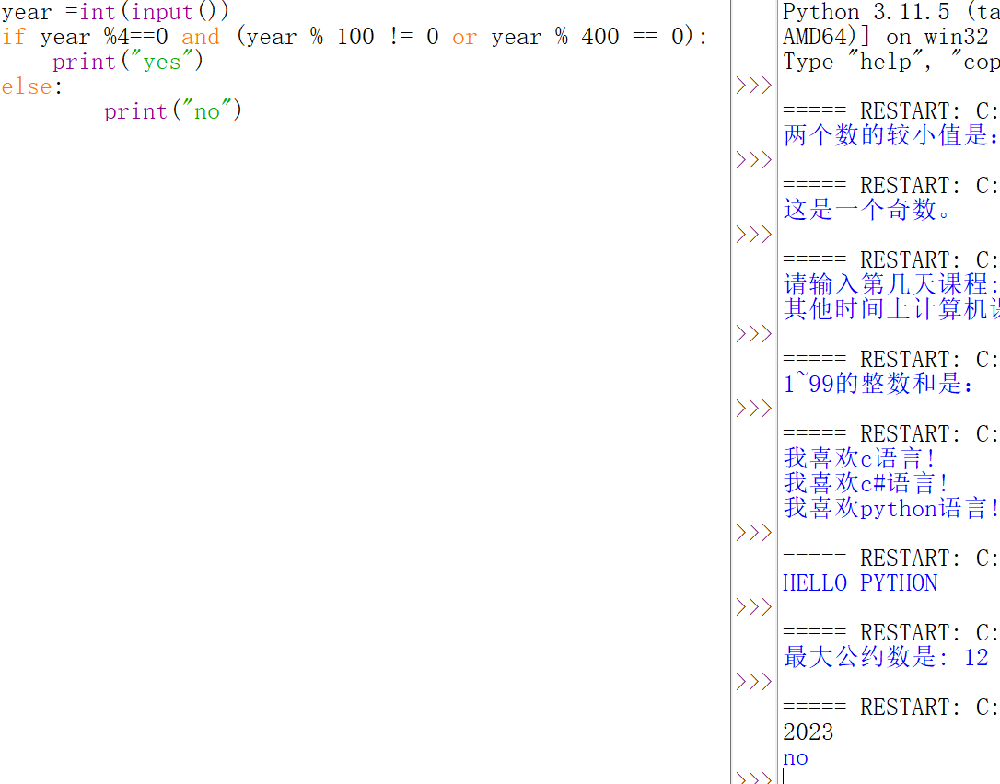 year =int(input())
if year %4==0 and (year % 100 != 0 or year % 400 == 0):
    print("yes")
else:
        print("no")
Python 3.11.5 (ta
AMD64)] on win32
Type "help", "cop
>>>
===== RESTART: C:
两个数的较小值是:
>>>
===== RESTART: C:
这是一个奇数。
>>>
===== RESTART: C:
请输入第几天课程:
其他时间上计算机课
>>>
===== RESTART: C:
1~99的整数和是:
>>>
===== RESTART: C:
我喜欢c语言!
我喜欢c#语言!
我喜欢python语言!
>>>
===== RESTART: C:
HELLO PYTHON
>>>
===== RESTART: C:
最大公约数是: 12
>>>
===== RESTART: C:
2023
no
>>>